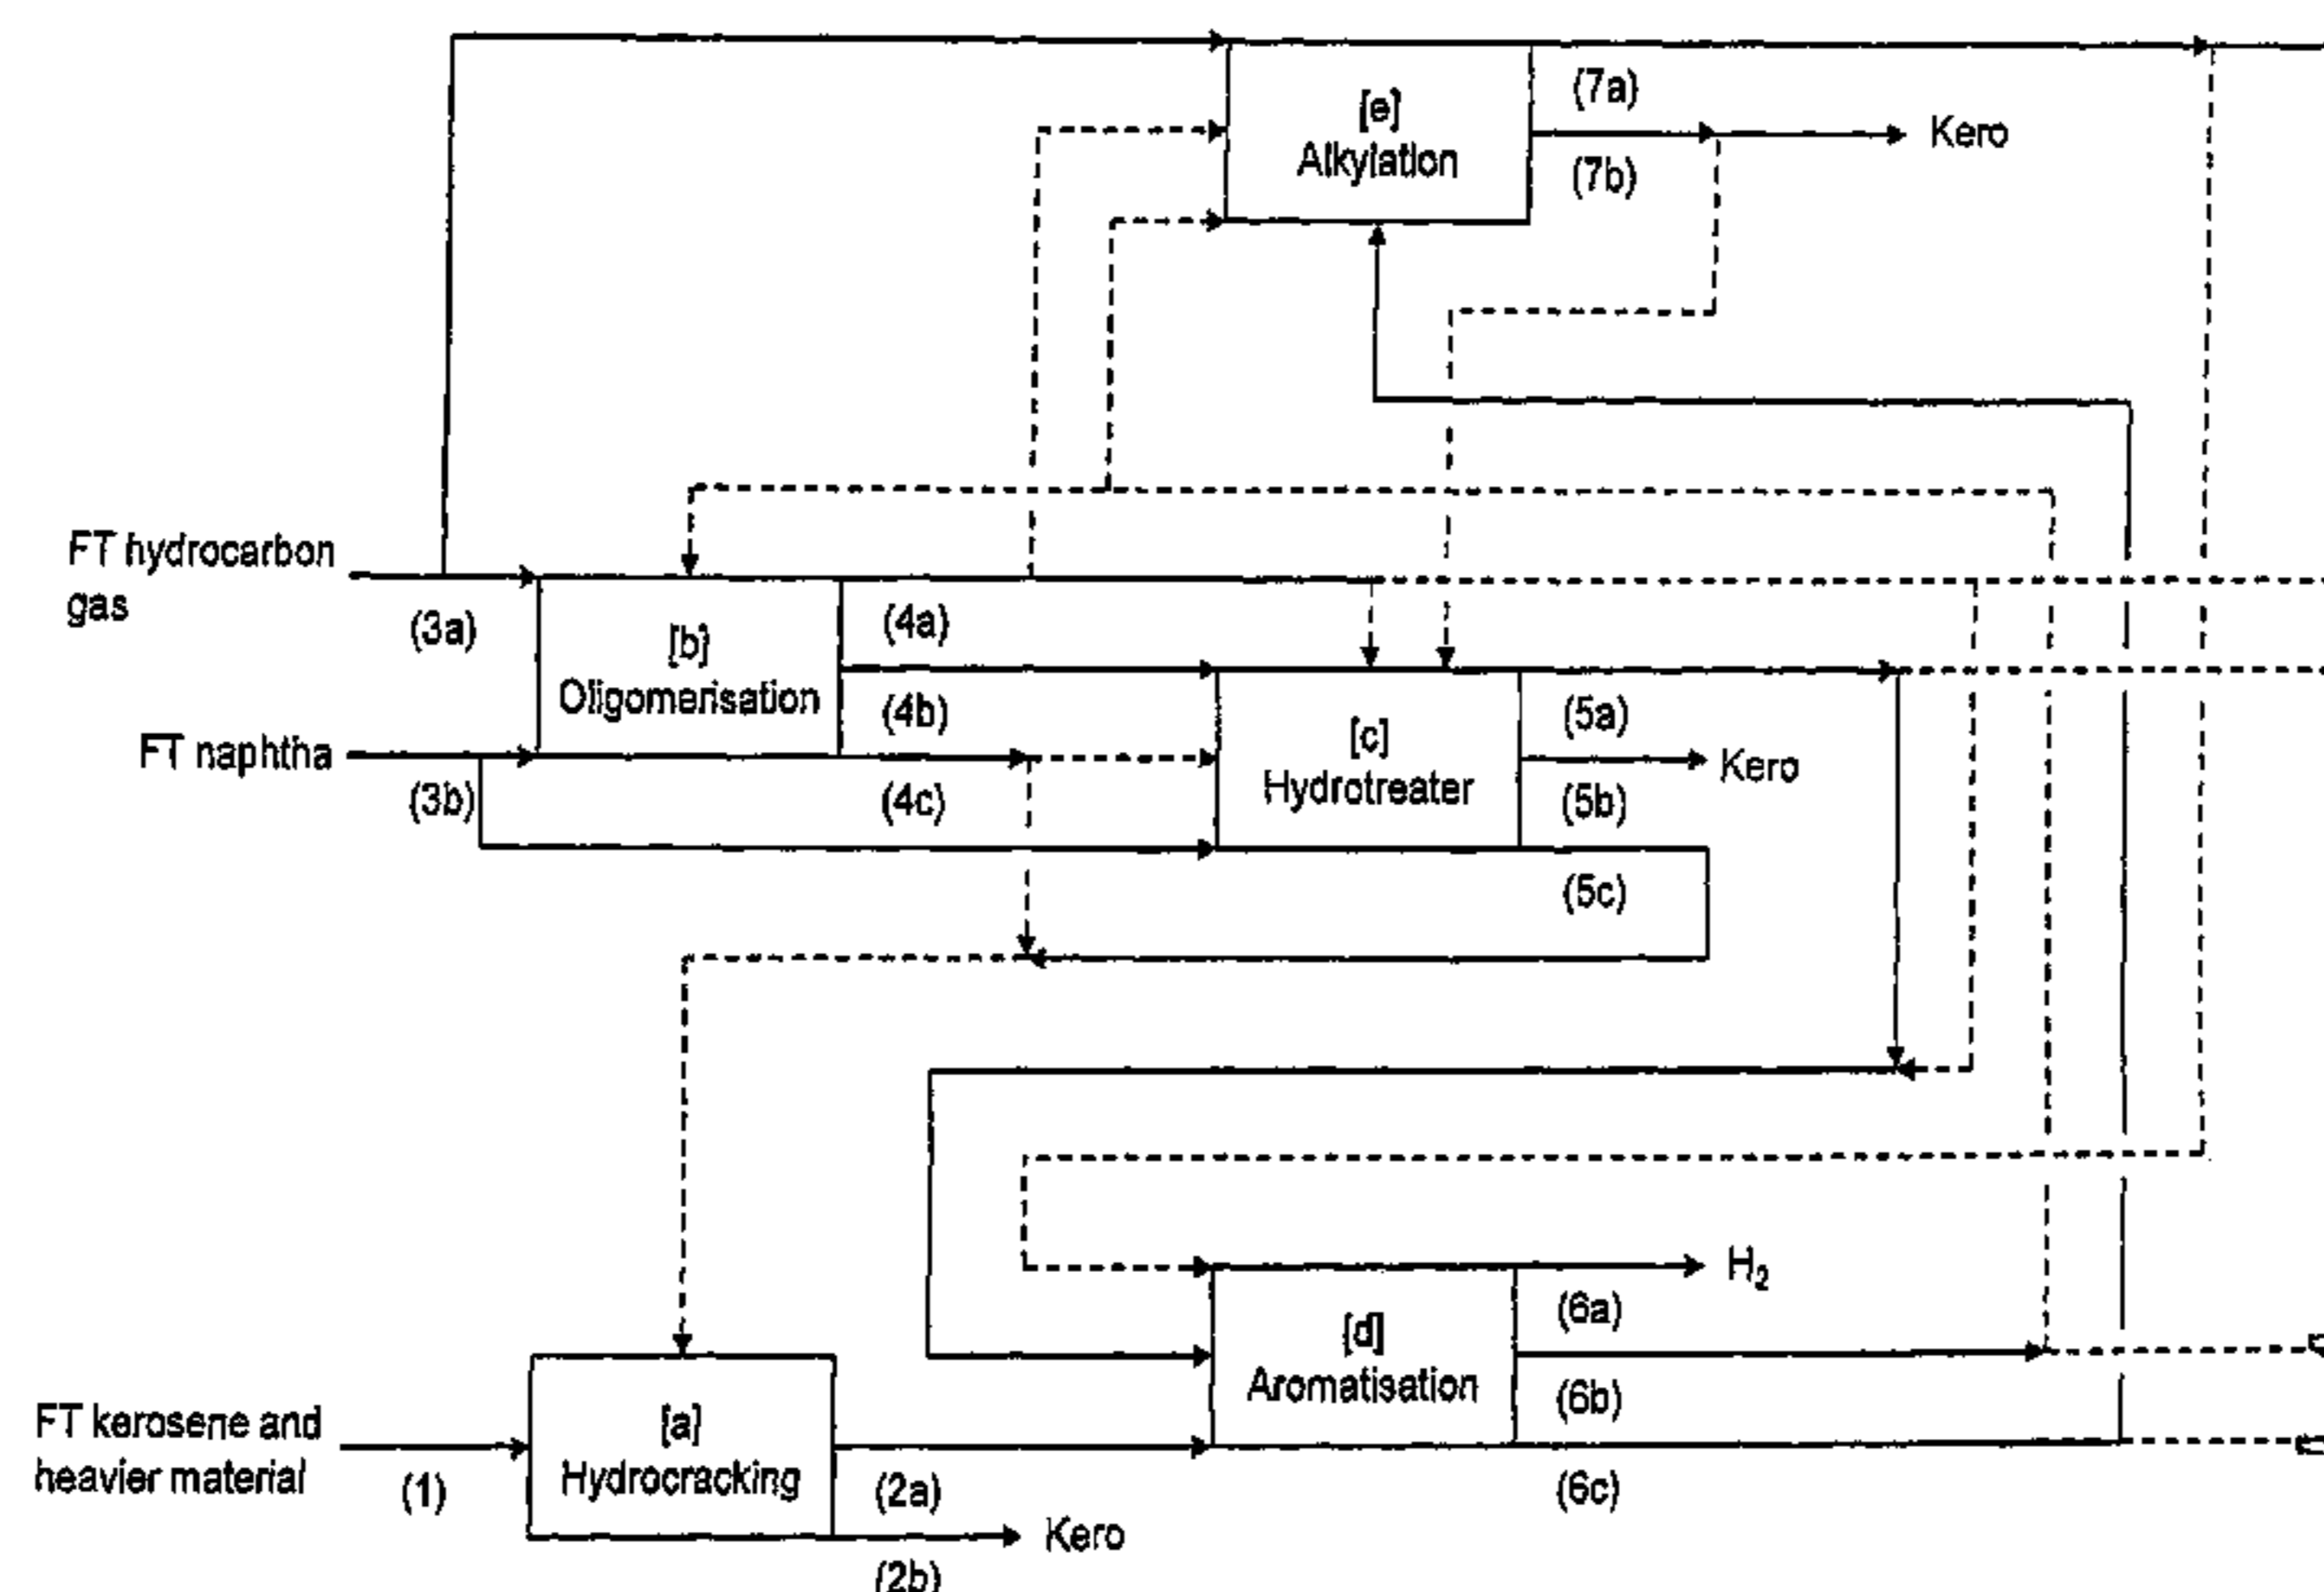 (7a)
[e]
Alkylation
Kero
(7b)
FT hydrocarbon
gas
(3a)
(4a)
[b]
Oligomerisation
(4b)
(5a)
[c]
Hydrotreater
Kero
FT naphtha
(3b)
(4c)
(5b)
(5c)
H2
(6a)
[d]
Aromatisation
(6b)
FT kerosene and
heavier material
(1)
[a]
Hydrocracking
(2a)
(6c)
Kero
(2b)